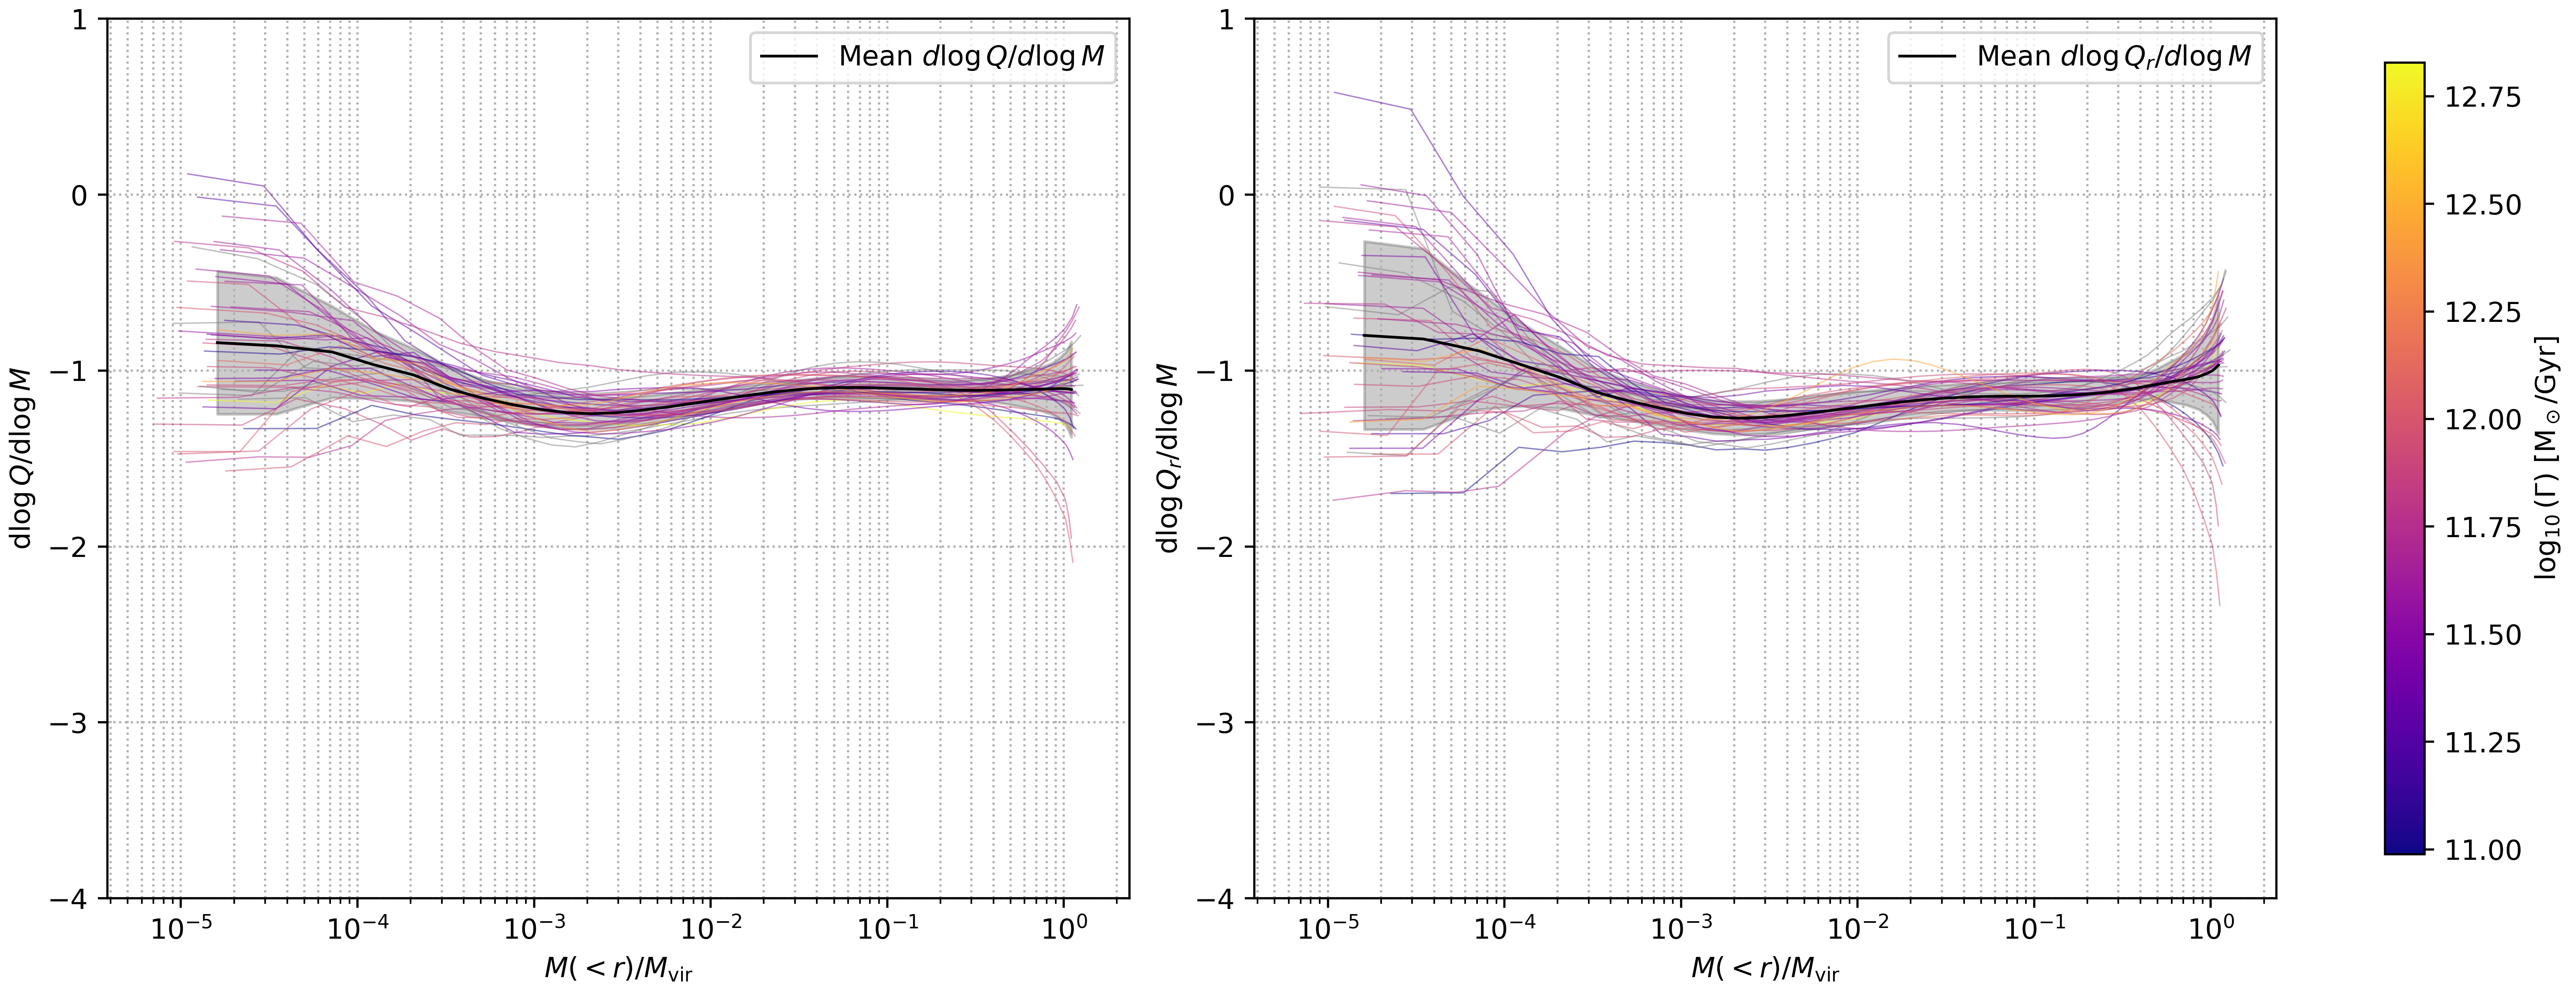 Mean dlog Q/dlog M
1
0
−1
−2
−3
−4
dlog Q/dlog M
10⁻⁵ 10⁻⁴ 10⁻³ 10⁻² 10⁻¹ 10⁰
M(< r)/M_vir
Mean dlog Q_r/dlog M
1
0
−1
−2
−3
−4
dlog Q_r/dlog M
10⁻⁵ 10⁻⁴ 10⁻³ 10⁻² 10⁻¹ 10⁰
M(< r)/M_vir
12.75
12.50
12.25
12.00
11.75
11.50
11.25
11.00
log₁₀(Γ) [M⊙/Gyr]